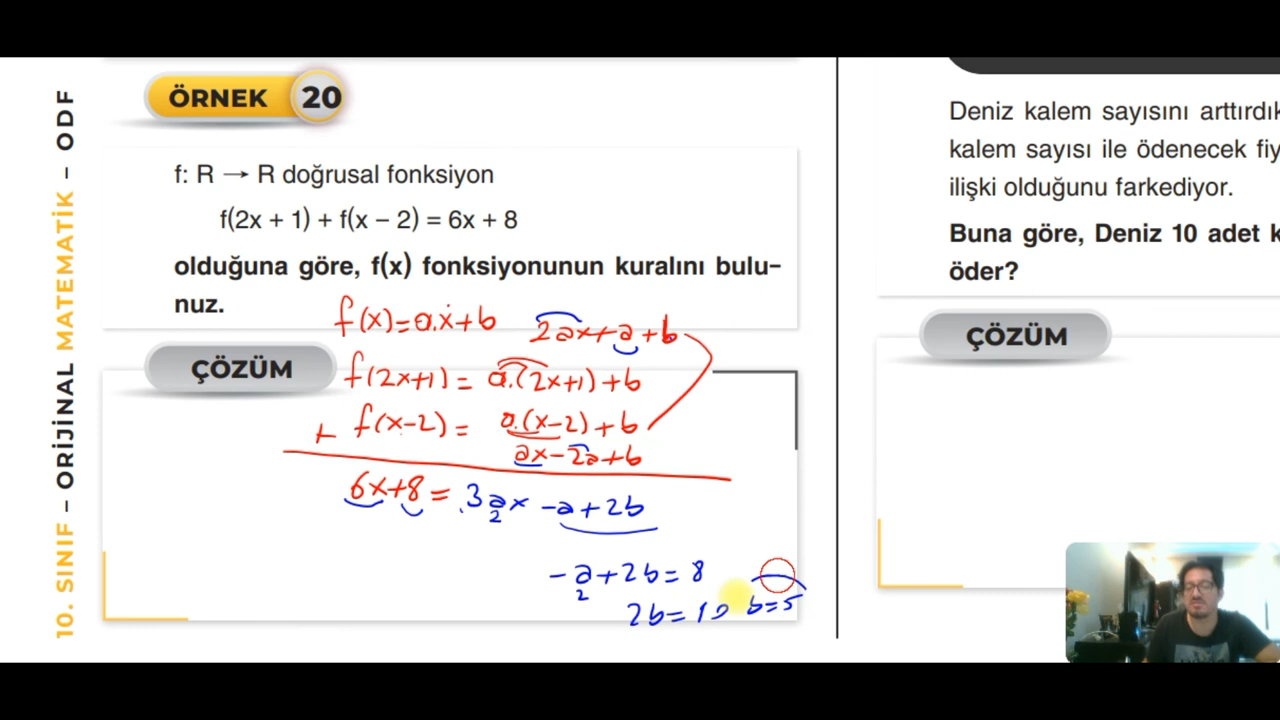 10. SINIF – ORİJİNAL MATEMATİK – ODF
ÖRNEK 20
f: R → R doğrusal fonksiyon
f(2x + 1) + f(x – 2) = 6x + 8
olduğuna göre, f(x) fonksiyonunun kuralını bulu-
nuz.
f(x)=a.x+b
2ax+a+b
ÇÖZÜM
f(2x+1) = a.(2x+1)+b
+ f(x-2) = a.(x-2)+b
ax-2a+b
6x+8 = 3ax -a+2b
2
-a+2b=8
2
2b=10 b=5
Deniz kalem sayısını arttırdık
kalem sayısı ile ödenecek fiy
ilişki olduğunu farkediyor.
Buna göre, Deniz 10 adet k
öder?
ÇÖZÜM